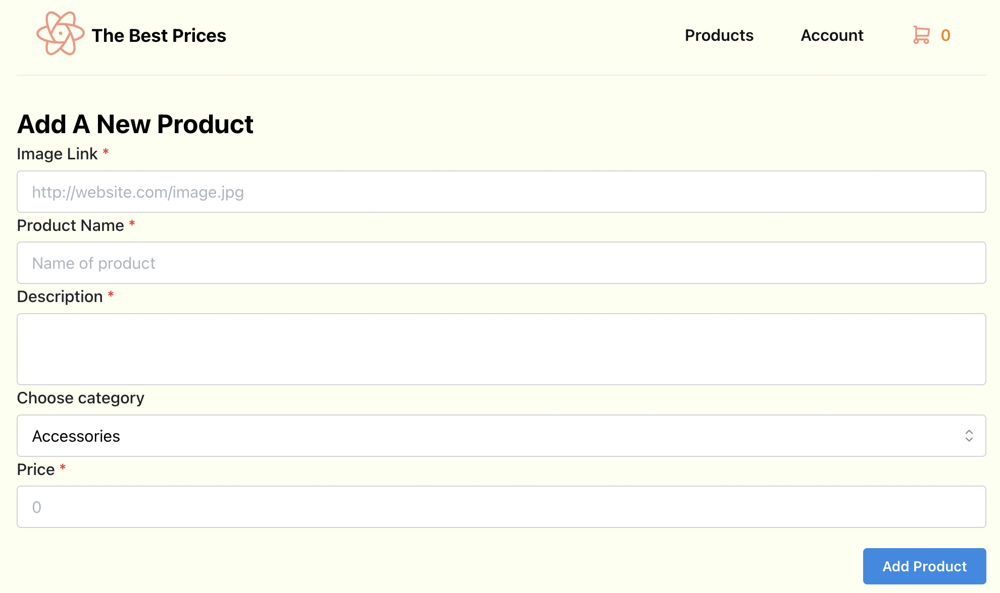 The Best Prices Products Account 0
Add A New Product
Image Link *
http://website.com/image.jpg
Product Name *
Name of product
Description *
Choose category
Accessories
Price *
0
Add Product